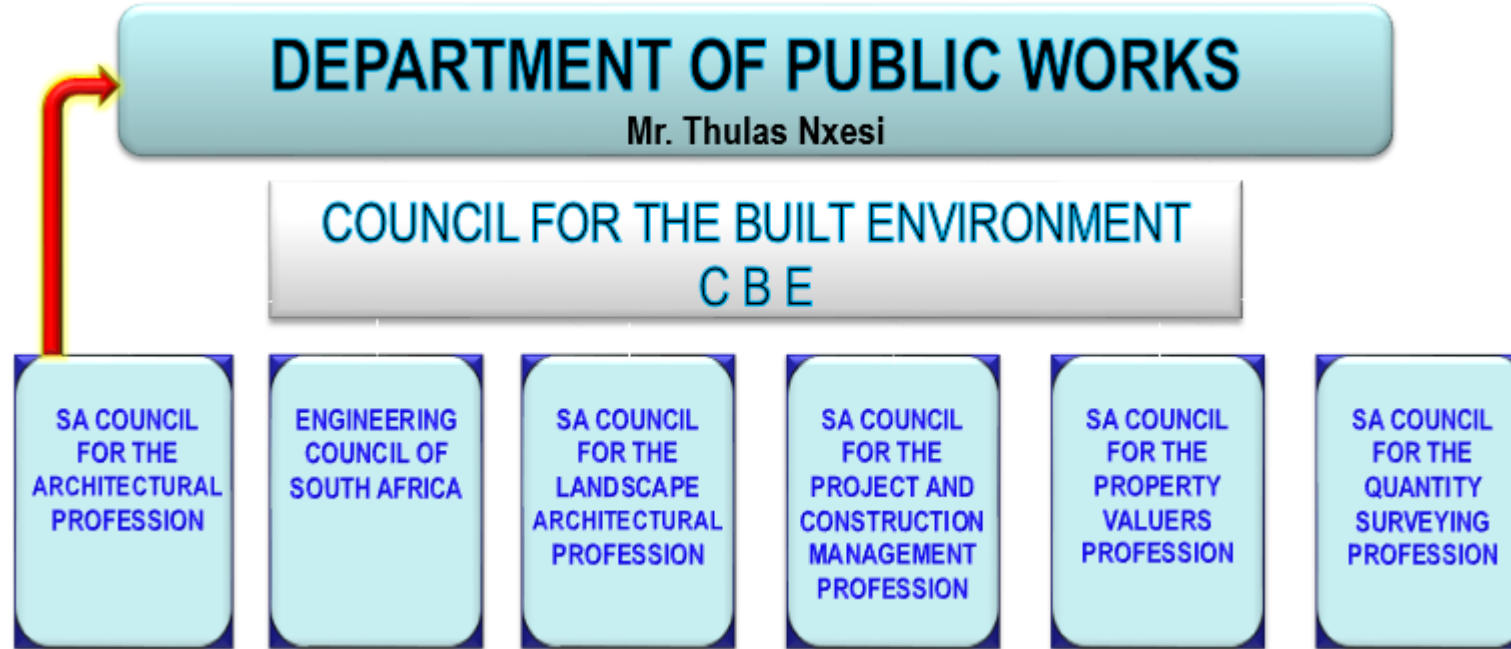 DEPARTMENT OF PUBLIC WORKS
Mr. Thulas Nxesi
COUNCIL FOR THE BUILT ENVIRONMENT
C B E
SA COUNCIL
FOR THE
ARCHITECTURAL
PROFESSION
ENGINEERING
COUNCIL OF
SOUTH AFRICA
SA COUNCIL
FOR THE
LANDSCAPE
ARCHITECTURAL
PROFESSION
SA COUNCIL
FOR THE
PROJECT AND
CONSTRUCTION
MANAGEMENT
PROFESSION
SA COUNCIL
FOR THE
PROPERTY
VALUERS
PROFESSION
SA COUNCIL
FOR THE
QUANTITY
SURVEYING
PROFESSION